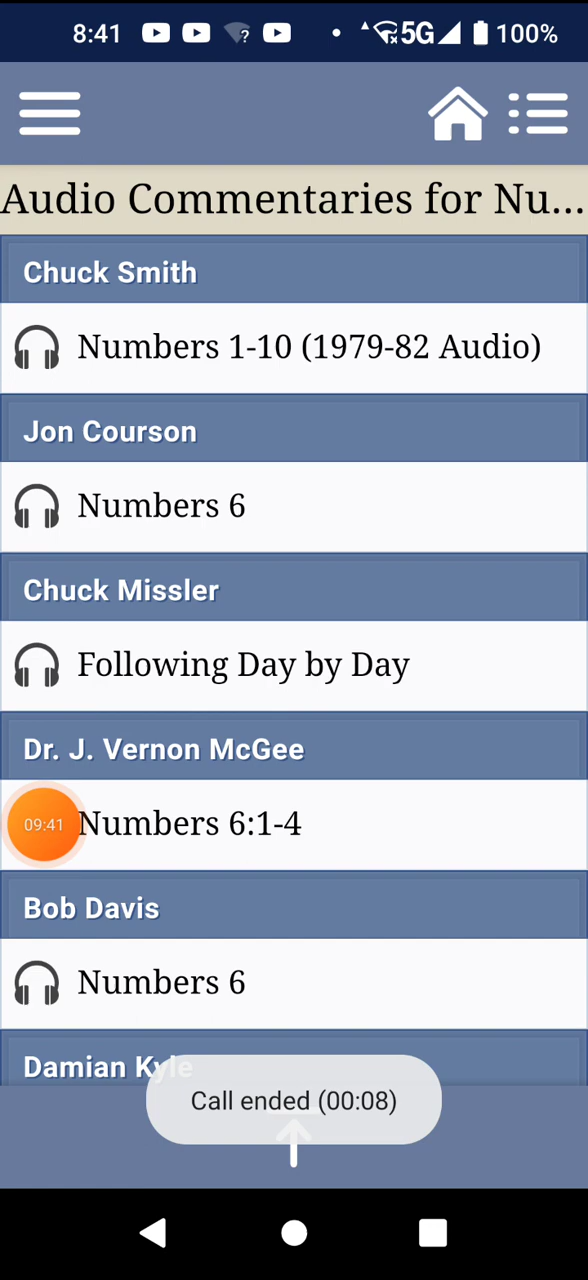 8:41
?
5G
100%
Audio Commentaries for Nu...
Chuck Smith
Numbers 1-10 (1979-82 Audio)
Jon Courson
Numbers 6
Chuck Missler
Following Day by Day
Dr. J. Vernon McGee
09:41
Numbers 6:1-4
Bob Davis
Numbers 6
Damian Kyle
Call ended (00:08)